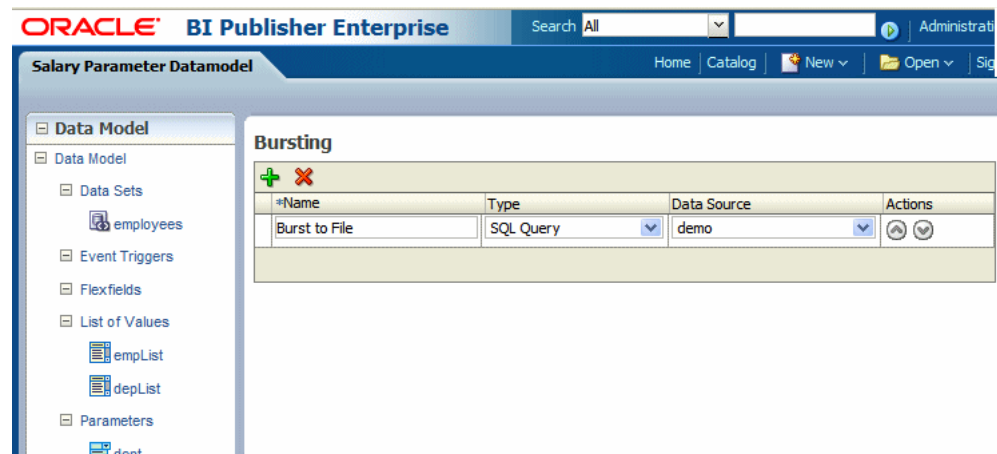 ORACLE BI Publisher Enterprise Search All Administrati
Salary Parameter Datamodel Home Catalog New Open Sig
Data Model
Data Model
Data Sets
employees
Event Triggers
Flexfields
List of Values
empList
depList
Parameters
dept
Bursting
*Name Type Data Source Actions
Burst to File SQL Query demo